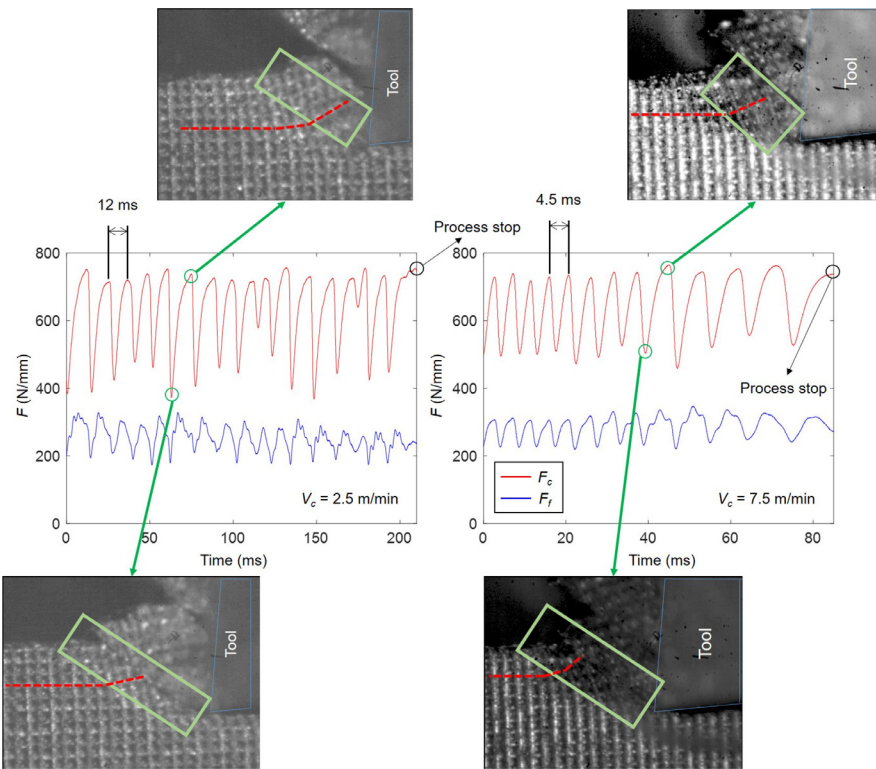 Tool
Tool
12 ms
4.5 ms
Process stop
800
600
400
200
0
F (N/mm)
0 50 100 150 200
Time (ms)
V_c = 2.5 m/min
800
600
400
200
0
Process stop
F_c
F_f
V_c = 7.5 m/min
0 20 40 60 80
Time (ms)
Tool
Tool